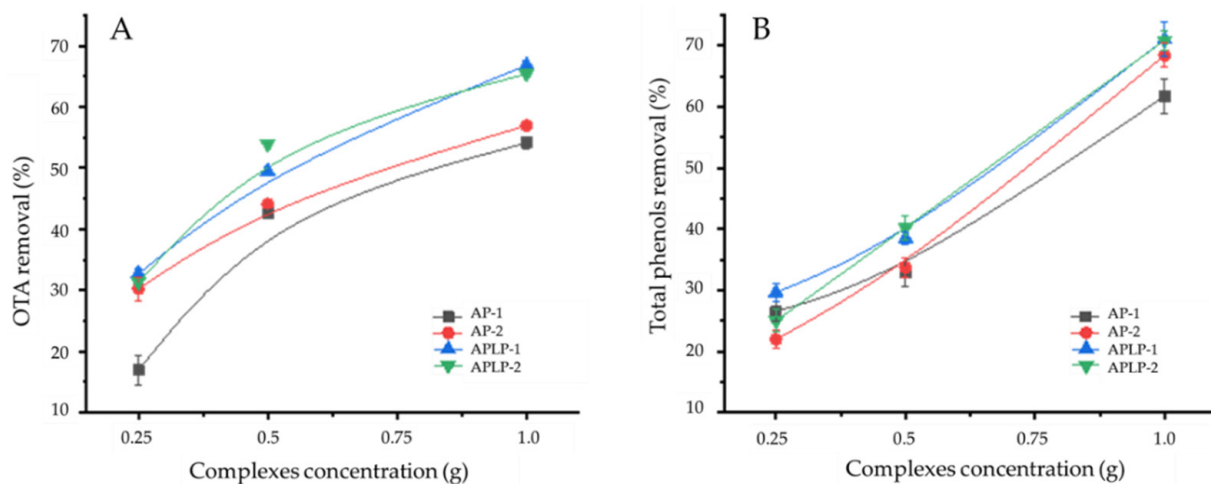 A
OTA removal (%)
70
60
50
40
30
20
10
AP-1
AP-2
APLP-1
APLP-2
0.25
0.5
0.75
1.0
Complexes concentration (g)
B
Total phenols removal (%)
70
60
50
40
30
20
10
AP-1
AP-2
APLP-1
APLP-2
0.25
0.5
0.75
1.0
Complexes concentration (g)